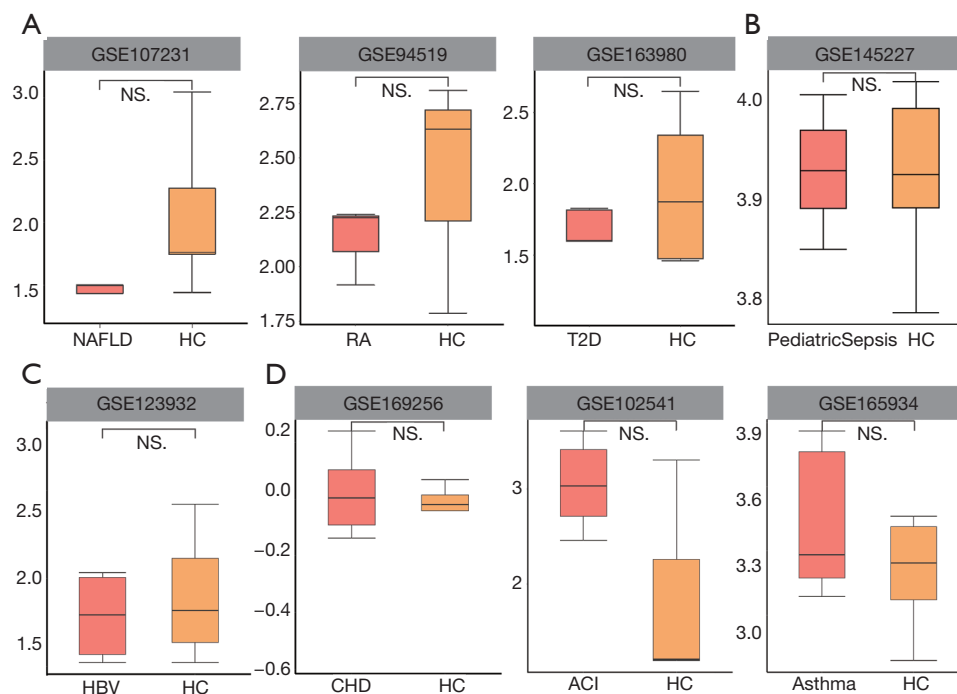 A
B
GSE107231
GSE94519
GSE163980
GSE145227
NS.
NS.
NS.
NS.
3.0
2.5
2.0
1.5
2.75
2.50
2.25
2.00
1.75
2.5
2.0
1.5
4.0
3.9
3.8
NAFLD HC
RA HC
T2D HC
PediatricSepsis HC
C
D
GSE123932
GSE169256
GSE102541
GSE165934
NS.
NS.
NS.
NS.
3.0
2.0
1.5
0.2
0.0
−0.2
−0.4
−0.6
3
2
3.9
3.6
3.3
3.0
HBV HC
CHD HC
ACI HC
Asthma HC